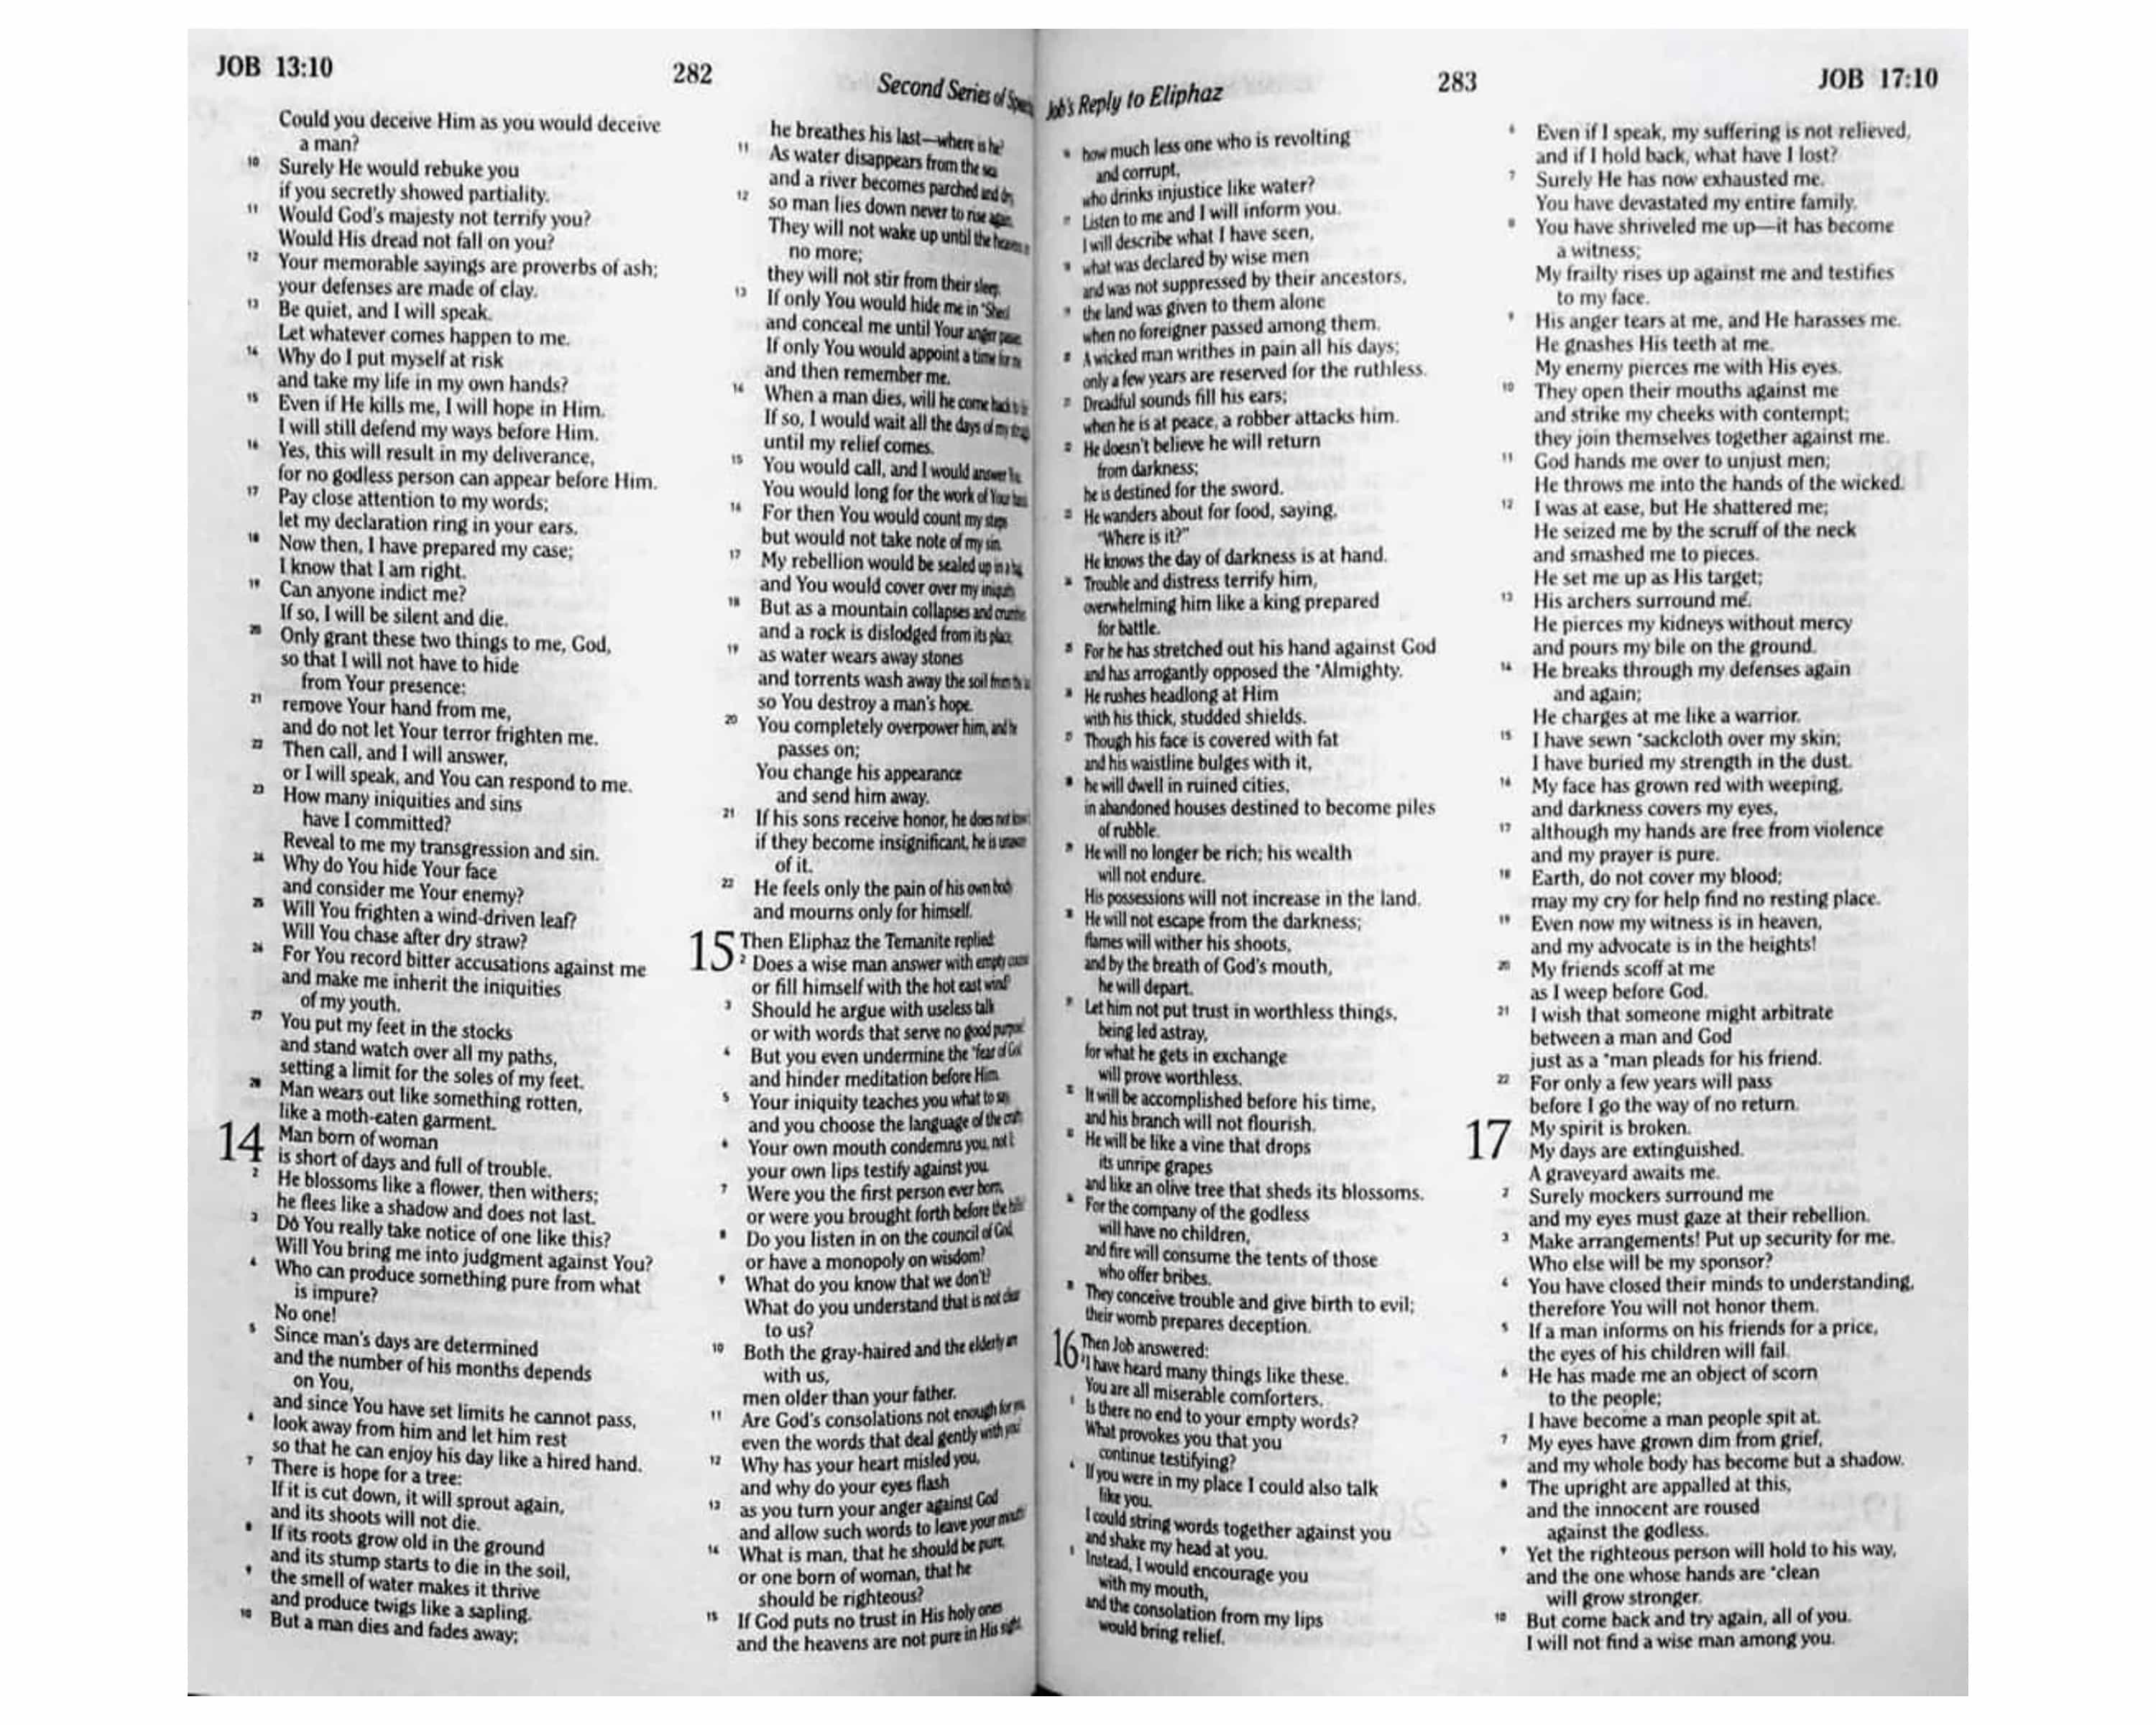 JOB 13:10
282
Second Series of
Could you deceive Him as you would deceive
a man?
10 Surely He would rebuke you
if you secretly showed partiality.
11 Would God's majesty not terrify you?
Would His dread not fall on you?
12 Your memorable sayings are proverbs of ash;
your defenses are made of clay.
13 Be quiet, and I will speak.
Let whatever comes happen to me.
14 Why do I put myself at risk
and take my life in my own hands?
15 Even if He kills me, I will hope in Him.
I will still defend my ways before Him.
16 Yes, this will result in my deliverance,
for no godless person can appear before Him.
17 Pay close attention to my words;
let my declaration ring in your ears.
18 Now then, I have prepared my case;
I know that I am right.
19 Can anyone indict me?
If so, I will be silent and die.
20 Only grant these two things to me, God,
so that I will not have to hide
from Your presence:
21 remove Your hand from me,
and do not let Your terror frighten me.
22 Then call, and I will answer,
or I will speak, and You can respond to me.
23 How many iniquities and sins
have I committed?
Reveal to me my transgression and sin.
24 Why do You hide Your face
and consider me Your enemy?
25 Will You frighten a wind-driven leaf?
Will You chase after dry straw?
26 For You record bitter accusations against me
and make me inherit the iniquities
of my youth.
27 You put my feet in the stocks
and stand watch over all my paths,
setting a limit for the soles of my feet.
28 Man wears out like something rotten,
like a moth-eaten garment.
14 Man born of woman
is short of days and full of trouble.
2 He blossoms like a flower, then withers;
he flees like a shadow and does not last.
3 Do You really take notice of one like this?
Will You bring me into judgment against You?
4 Who can produce something pure from what
is impure?
No one!
5 Since man's days are determined
and the number of his months depends
on You,
and since You have set limits he cannot pass,
6 look away from him and let him rest
so that he can enjoy his day like a hired hand.
7 There is hope for a tree:
If it is cut down, it will sprout again,
and its shoots will not die.
8 If its roots grow old in the ground
and its stump starts to die in the soil,
9 the smell of water makes it thrive
and produce twigs like a sapling.
10 But a man dies and fades away;
he breathes his last—where is he?
11 As water disappears from the sea
and a river becomes parched and dry,
12 so man lies down never to rise again.
They will not wake up until the heavens
no more;
they will not stir from their sleep.
13 If only You would hide me in *Sheol
and conceal me until Your anger passes.
If only You would appoint a time for me
and then remember me.
14 When a man dies, will he come back to
If so, I would wait all the days of my
until my relief comes.
15 You would call, and I would answer
You would long for the work of Your
16 For then You would count my steps
but would not take note of my sin.
17 My rebellion would be sealed up in a bag,
and You would cover over my iniquity.
18 But as a mountain collapses and
and a rock is dislodged from its place,
19 as water wears away stones
and torrents wash away the soil from
so You destroy a man's hope.
20 You completely overpower him, and he
passes on;
You change his appearance
and send him away.
21 If his sons receive honor, he does not know
if they become insignificant, he is unaware
of it.
22 He feels only the pain of his own body
and mourns only for himself.
15 Then Eliphaz the Temanite replied:
2 Does a wise man answer with empty
or fill himself with the hot east wind?
3 Should he argue with useless talk
or with words that serve no good purpose?
4 But you even undermine the *fear of God
and hinder meditation before Him.
5 Your iniquity teaches you what to say,
and you choose the language of the
6 Your own mouth condemns you, not I;
your own lips testify against you.
7 Were you the first person ever born,
or were you brought forth before the hills?
8 Do you listen in on the council of God,
or have a monopoly on wisdom?
9 What do you know that we don't?
What do you understand that is not clear
to us?
10 Both the gray-haired and the elderly are
with us,
men older than your father.
11 Are God's consolations not enough for you,
even the words that deal gently with you?
12 Why has your heart misled you,
and why do your eyes flash
13 as you turn your anger against God
and allow such words to leave your mouth?
14 What is man, that he should be pure,
or one born of woman, that he
should be righteous?
15 If God puts no trust in His holy ones
and the heavens are not pure in His sight,
Job's Reply to Eliphaz
283
JOB 17:10
16 how much less one who is revolting
and corrupt,
who drinks injustice like water?
17 Listen to me and I will inform you.
I will describe what I have seen,
18 what was declared by wise men
and was not suppressed by their ancestors,
19 the land was given to them alone
when no foreigner passed among them.
20 A wicked man writhes in pain all his days;
only a few years are reserved for the ruthless.
21 Dreadful sounds fill his ears;
when he is at peace, a robber attacks him.
22 He doesn't believe he will return
from darkness;
he is destined for the sword.
23 He wanders about for food, saying,
"Where is it?"
He knows the day of darkness is at hand.
24 Trouble and distress terrify him,
overwhelming him like a king prepared
for battle.
25 For he has stretched out his hand against God
and has arrogantly opposed the *Almighty.
26 He rushes headlong at Him
with his thick, studded shields.
27 Though his face is covered with fat
and his waistline bulges with it,
28 he will dwell in ruined cities,
in abandoned houses destined to become piles
of rubble.
29 He will no longer be rich; his wealth
will not endure.
His possessions will not increase in the land.
30 He will not escape from the darkness;
flames will wither his shoots,
and by the breath of God's mouth,
he will depart.
31 Let him not put trust in worthless things,
being led astray,
for what he gets in exchange
will prove worthless.
32 It will be accomplished before his time,
and his branch will not flourish.
33 He will be like a vine that drops
its unripe grapes
and like an olive tree that sheds its blossoms.
34 For the company of the godless
will have no children,
and fire will consume the tents of those
who offer bribes.
35 They conceive trouble and give birth to evil;
their womb prepares deception.
16 Then Job answered:
2 I have heard many things like these.
You are all miserable comforters.
3 Is there no end to your empty words?
What provokes you that you
continue testifying?
4 If you were in my place I could also talk
like you.
I could string words together against you
and shake my head at you.
5 Instead, I would encourage you
with my mouth,
and the consolation from my lips
would bring relief.
6 Even if I speak, my suffering is not relieved,
and if I hold back, what have I lost?
7 Surely He has now exhausted me.
You have devastated my entire family.
8 You have shriveled me up—it has become
a witness;
My frailty rises up against me and testifies
to my face.
9 His anger tears at me, and He harasses me.
He gnashes His teeth at me.
My enemy pierces me with His eyes.
10 They open their mouths against me
and strike my cheeks with contempt;
they join themselves together against me.
11 God hands me over to unjust men;
He throws me into the hands of the wicked.
12 I was at ease, but He shattered me;
He seized me by the scruff of the neck
and smashed me to pieces.
He set me up as His target;
13 His archers surround me.
He pierces my kidneys without mercy
and pours my bile on the ground.
14 He breaks through my defenses again
and again;
He charges at me like a warrior.
15 I have sewn *sackcloth over my skin;
I have buried my strength in the dust.
16 My face has grown red with weeping,
and darkness covers my eyes,
17 although my hands are free from violence
and my prayer is pure.
18 Earth, do not cover my blood;
may my cry for help find no resting place.
19 Even now my witness is in heaven,
and my advocate is in the heights!
20 My friends scoff at me
as I weep before God.
21 I wish that someone might arbitrate
between a man and God
just as a *man pleads for his friend.
22 For only a few years will pass
before I go the way of no return.
17 My spirit is broken.
My days are extinguished.
A graveyard awaits me.
2 Surely mockers surround me
and my eyes must gaze at their rebellion.
3 Make arrangements! Put up security for me.
Who else will be my sponsor?
4 You have closed their minds to understanding,
therefore You will not honor them.
5 If a man informs on his friends for a price,
the eyes of his children will fail.
6 He has made me an object of scorn
to the people;
I have become a man people spit at.
7 My eyes have grown dim from grief,
and my whole body has become but a shadow.
8 The upright are appalled at this,
and the innocent are roused
against the godless.
9 Yet the righteous person will hold to his way,
and the one whose hands are *clean
will grow stronger.
10 But come back and try again, all of you.
I will not find a wise man among you.